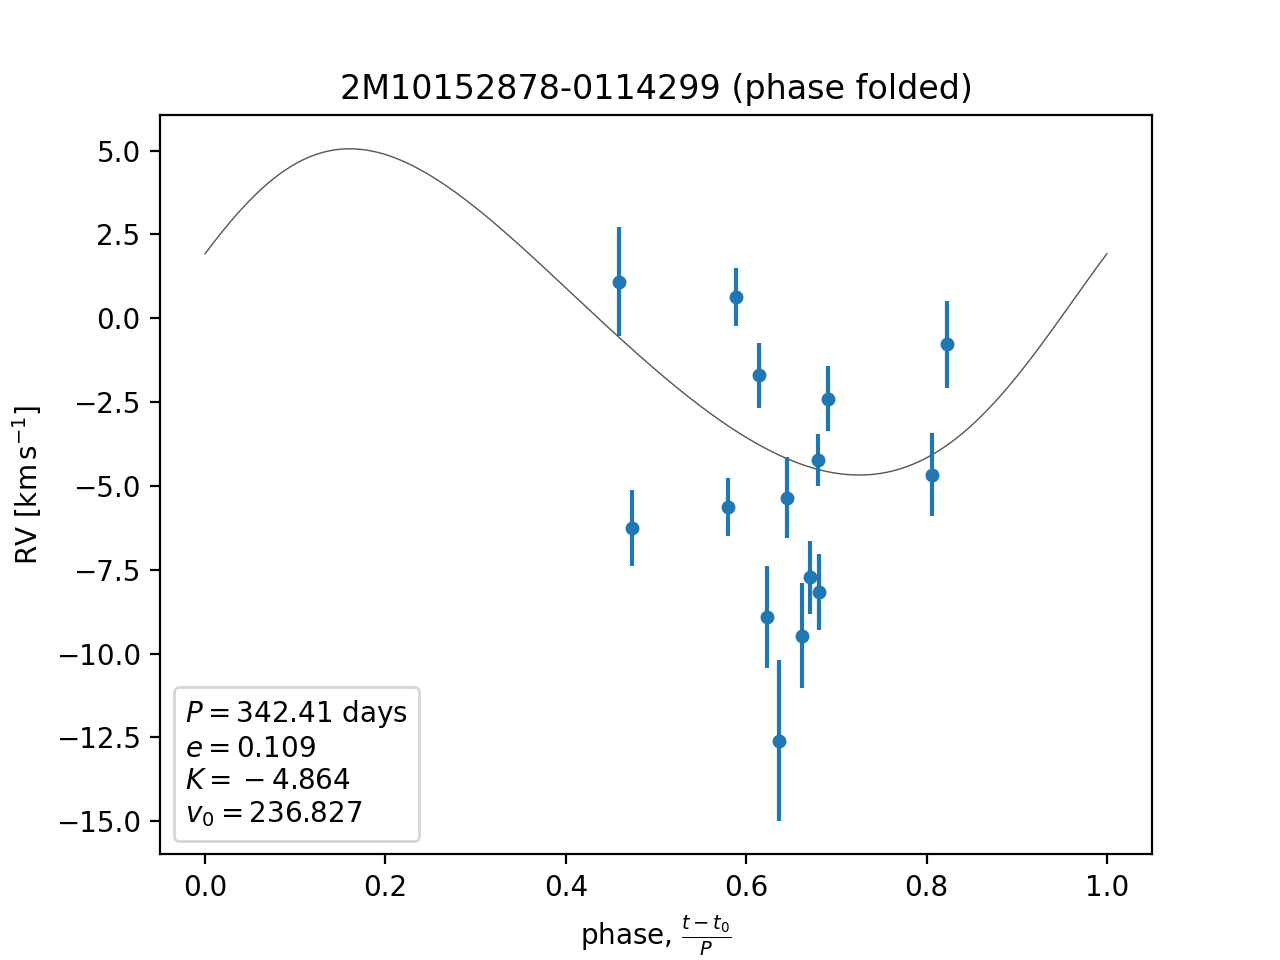 2M10152878-0114299 (phase folded)
RV [km s⁻¹]
5.0
2.5
0.0
−2.5
−5.0
−7.5
−10.0
−12.5
−15.0
P = 342.41 days
e = 0.109
K = − 4.864
v₀ = 236.827
0.0 0.2 0.4 0.6 0.8 1.0
phase, (t − t₀)/P